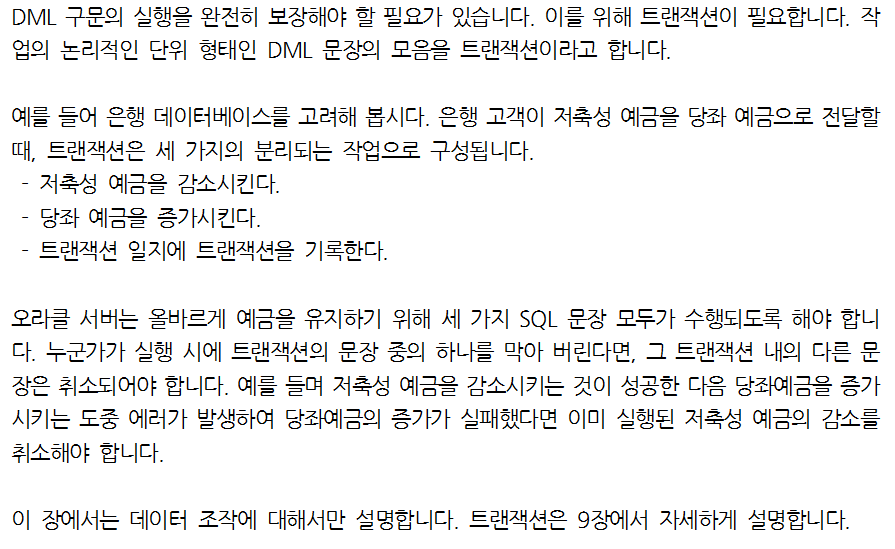 DML 구문의 실행을 완전히 보장해야 할 필요가 있습니다. 이를 위해 트랜잭션이 필요합니다. 작
업의 논리적인 단위 형태인 DML 문장의 모음을 트랜잭션이라고 합니다.
예를 들어 은행 데이터베이스를 고려해 봅시다. 은행 고객이 저축성 예금을 당좌 예금으로 전달할
때, 트랜잭션은 세 가지의 분리되는 작업으로 구성됩니다.
- 저축성 예금을 감소시킨다.
- 당좌 예금을 증가시킨다.
- 트랜잭션 일지에 트랜잭션을 기록한다.
오라클 서버는 올바르게 예금을 유지하기 위해 세 가지 SQL 문장 모두가 수행되도록 해야 합니
다. 누군가가 실행 시에 트랜잭션의 문장 중의 하나를 막아 버린다면, 그 트랜잭션 내의 다른 문
장은 취소되어야 합니다. 예를 들며 저축성 예금을 감소시키는 것이 성공한 다음 당좌예금을 증가
시키는 도중 에러가 발생하여 당좌예금의 증가가 실패했다면 이미 실행된 저축성 예금의 감소를
취소해야 합니다.
이 장에서는 데이터 조작에 대해서만 설명합니다. 트랜잭션은 9장에서 자세하게 설명합니다.